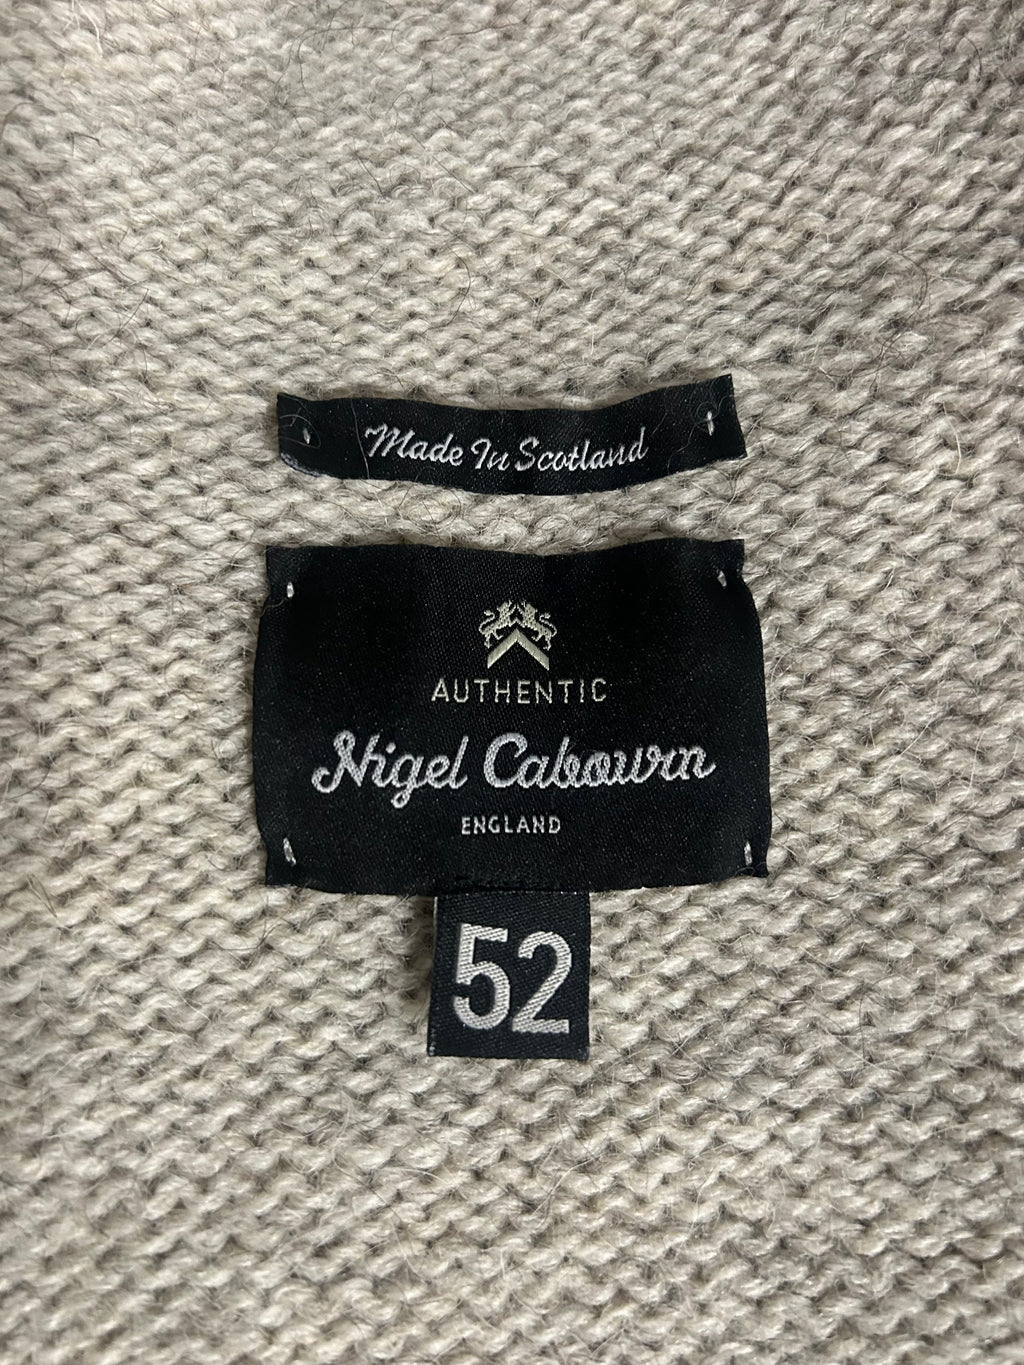 Made In Scotland
AUTHENTIC
Nigel Cabourn
ENGLAND
52